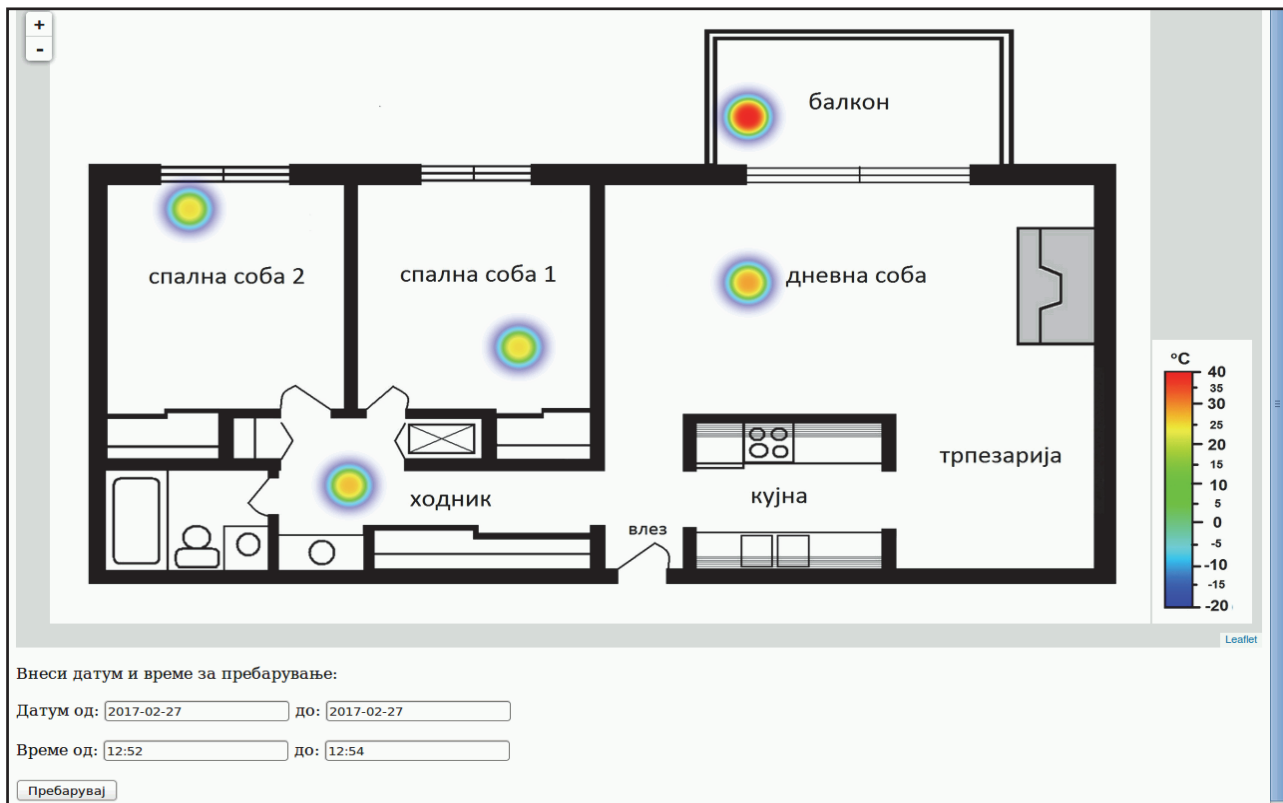 +
-
балкон
спална соба 2
спална соба 1
дневна соба
°C
40
35
30
25
20
15
10
5
0
-5
-10
-15
-20
трпезарија
кујна
ходник
влез
Leaflet
Внеси датум и време за пребарување:
Датум од: 2017-02-27 до: 2017-02-27
Време од: 12:52 до: 12:54
Пребарувај